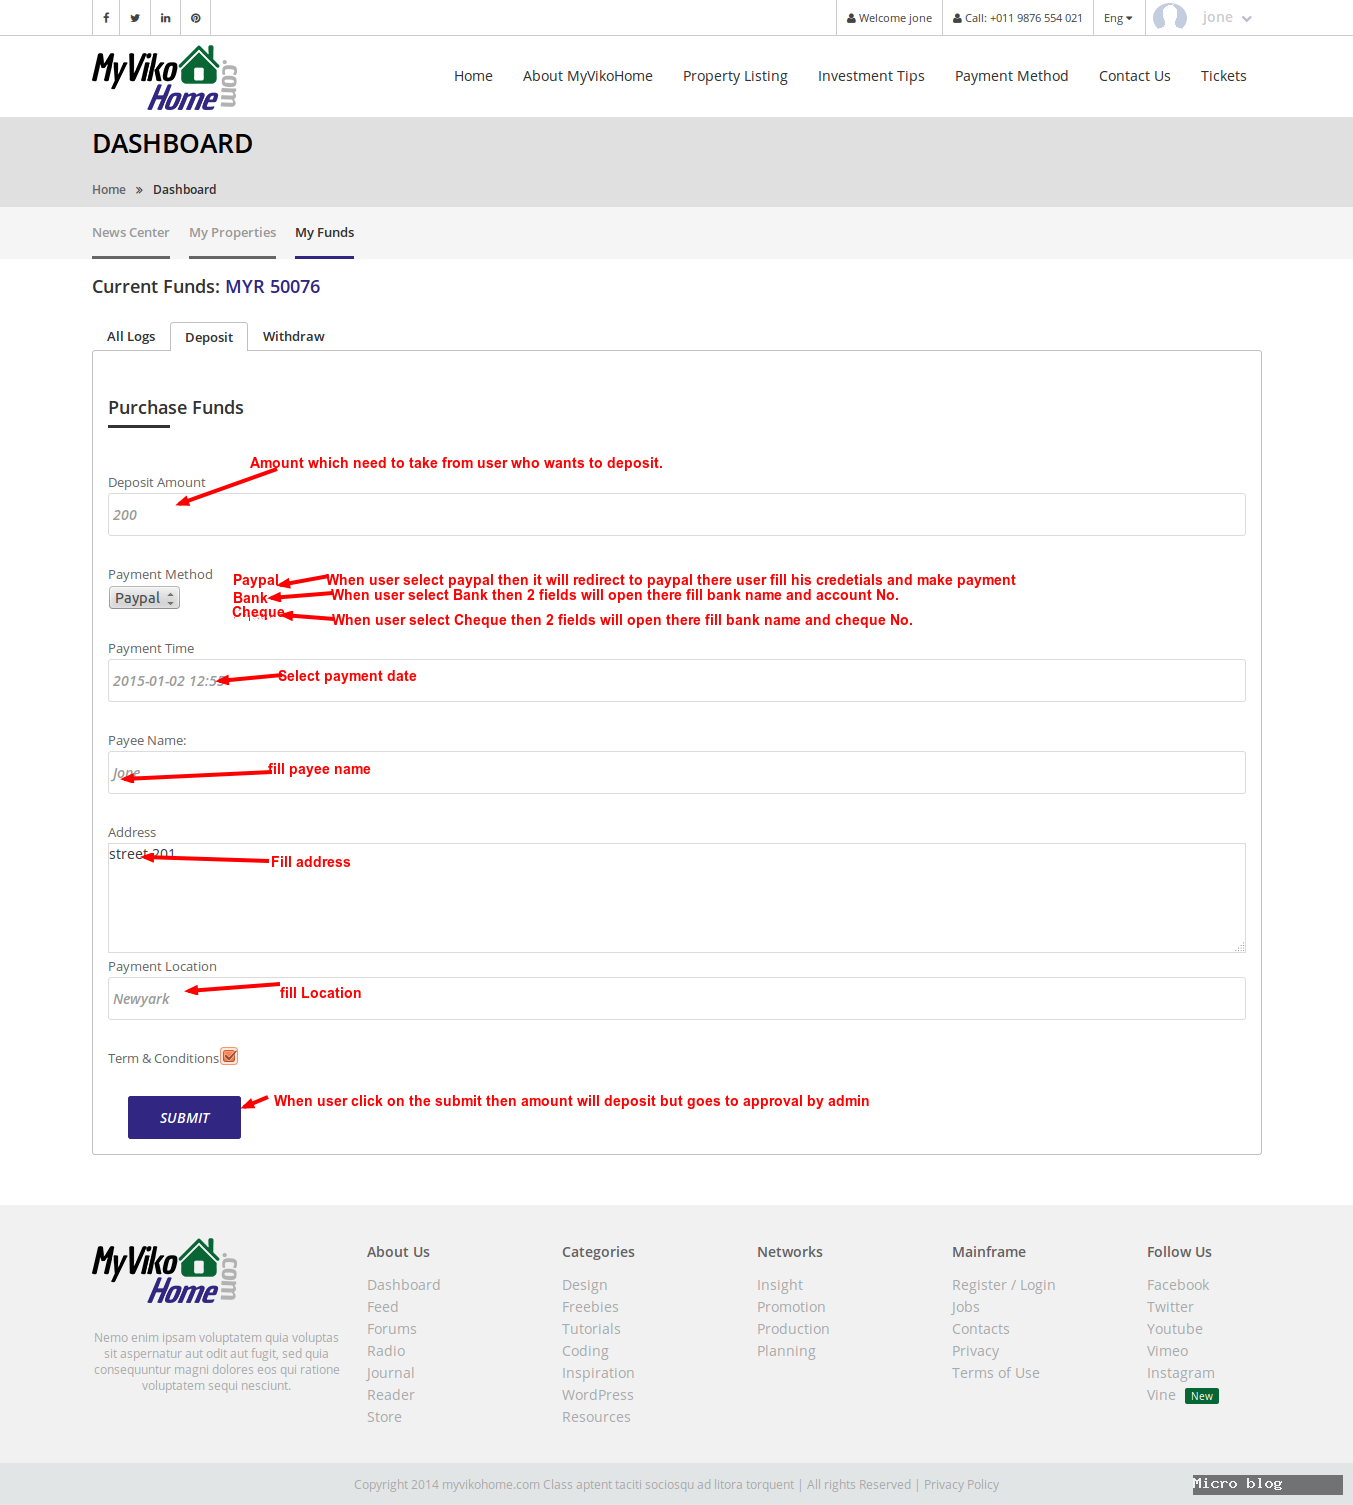 Welcome jone
Call: +011 9876 554 021
Eng
jone
MyViko
Home
.com
Home
About MyVikoHome
Property Listing
Investment Tips
Payment Method
Contact Us
Tickets
DASHBOARD
Home » Dashboard
News Center
My Properties
My Funds
Current Funds: MYR 50076
All Logs
Deposit
Withdraw
Purchase Funds
Amount which need to take from user who wants to deposit.
Deposit Amount
200
Payment Method
Paypal
Paypal
When user select paypal then it will redirect to paypal there user fill his credetials and make payment
Bank
When user select Bank then 2 fields will open there fill bank name and account No.
Cheque
When user select Cheque then 2 fields will open there fill bank name and cheque No.
Payment Time
2015-01-02 12:55
Select payment date
Payee Name:
Jone
fill payee name
Address
street 201
Fill address
Payment Location
Newyark
fill Location
Term & Conditions
SUBMIT
When user click on the submit then amount will deposit but goes to approval by admin
MyViko
Home
.com
Nemo enim ipsam voluptatem quia voluptas
sit aspernatur aut odit aut fugit, sed quia
consequuntur magni dolores eos qui ratione
voluptatem sequi nesciunt.
About Us
Dashboard
Feed
Forums
Radio
Journal
Reader
Store
Categories
Design
Freebies
Tutorials
Coding
Inspiration
WordPress
Resources
Networks
Insight
Promotion
Production
Planning
Mainframe
Register / Login
Jobs
Contacts
Privacy
Terms of Use
Follow Us
Facebook
Twitter
Youtube
Vimeo
Instagram
Vine New
Copyright 2014 myvikohome.com Class aptent taciti sociosqu ad litora torquent | All rights Reserved | Privacy Policy
Micro blog